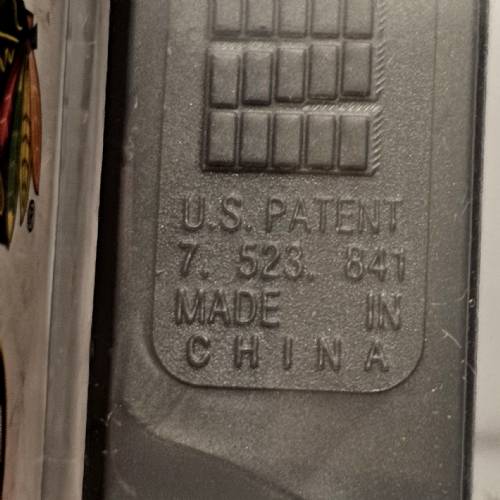 U.S. PATENT
7. 523. 841
MADE IN
CHINA
®